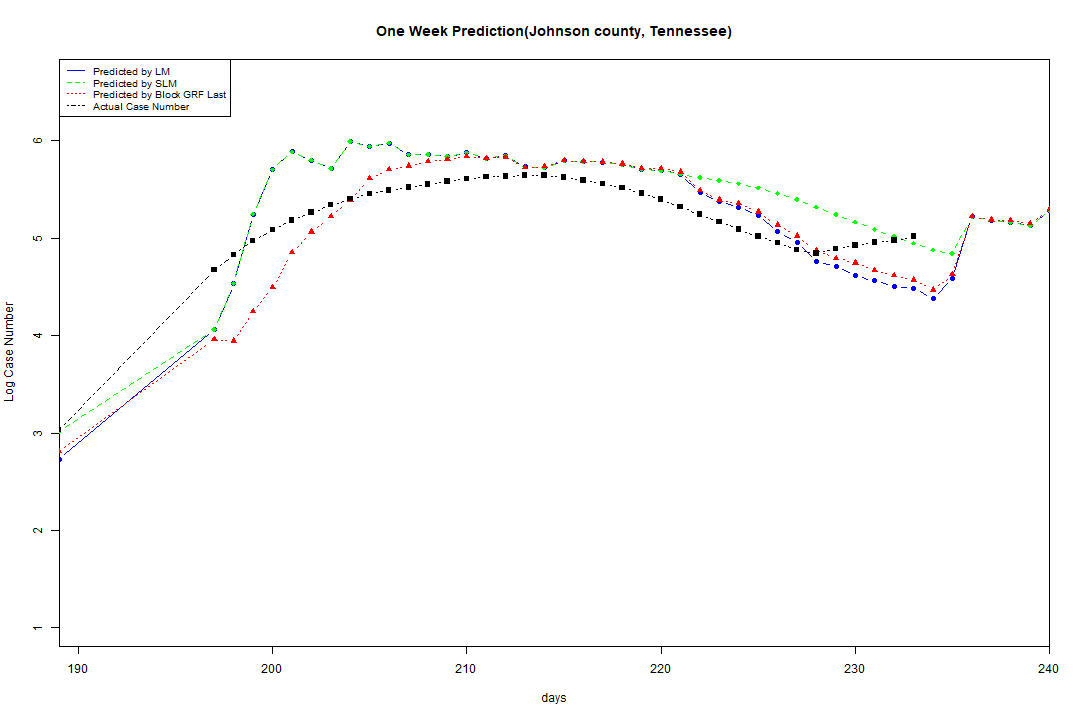 One Week Prediction(Johnson county, Tennessee)
Predicted by LM
Predicted by SLM
Predicted by Block GRF Last
Actual Case Number
6
5
4
3
2
1
Log Case Number
190 200 210 220 230 240
days